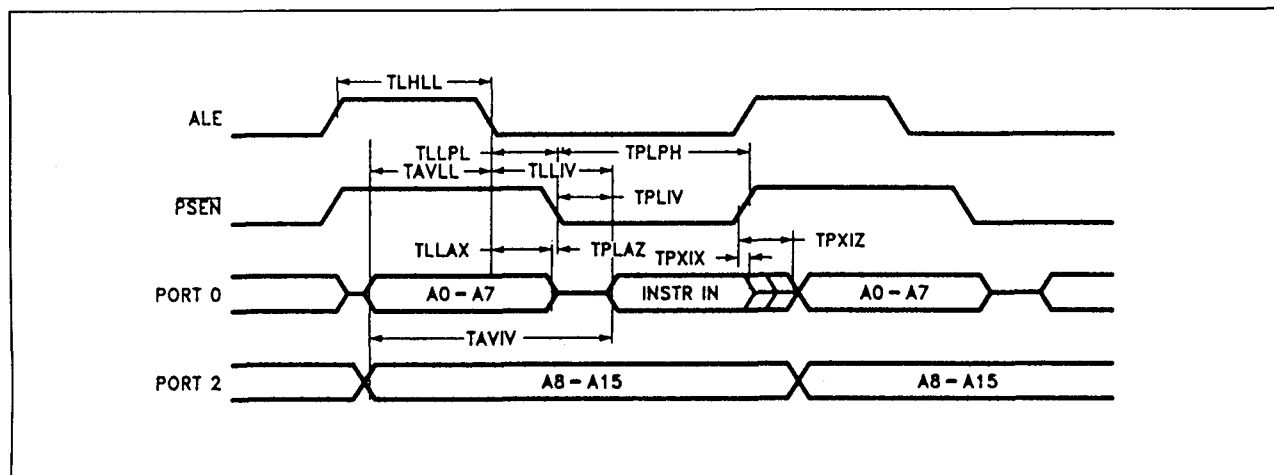 TLHLL
ALE
TLLPL TPLPH
TAVLL TLLIV
PSEN
TPLIV
TLLAX TPLAZ TPXIX TPXIZ
PORT 0 A0-A7 INSTR IN A0-A7
TAVIV
PORT 2 A8-A15 A8-A15